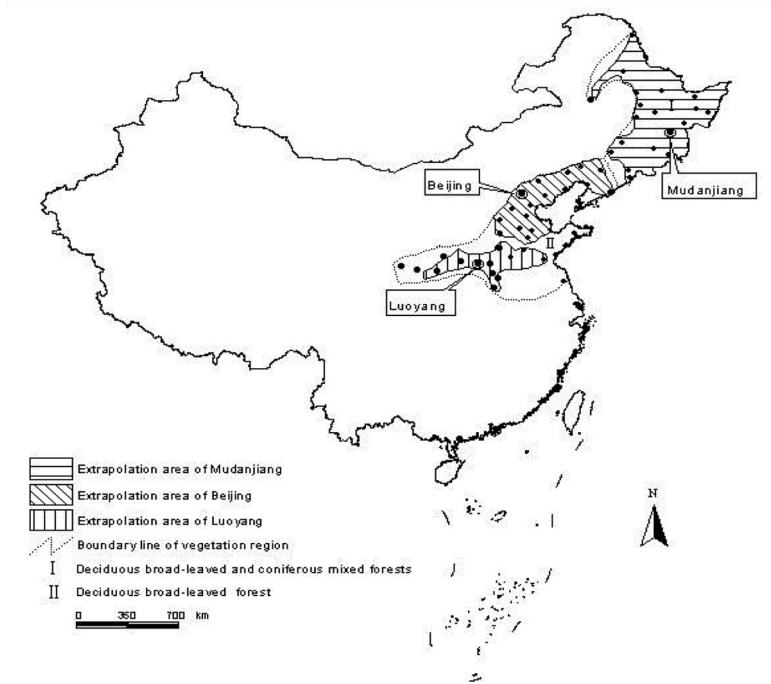 I
Beijing
Mudanjiang
II
Luoyang
Extrapolation area of Mudanjiang
Extrapolation area of Beijing
Extrapolation area of Luoyang
Boundary line of vegetation region
I Deciduous broad-leaved and coniferous mixed forests
II Deciduous broad-leaved forest
0 350 700 km
N